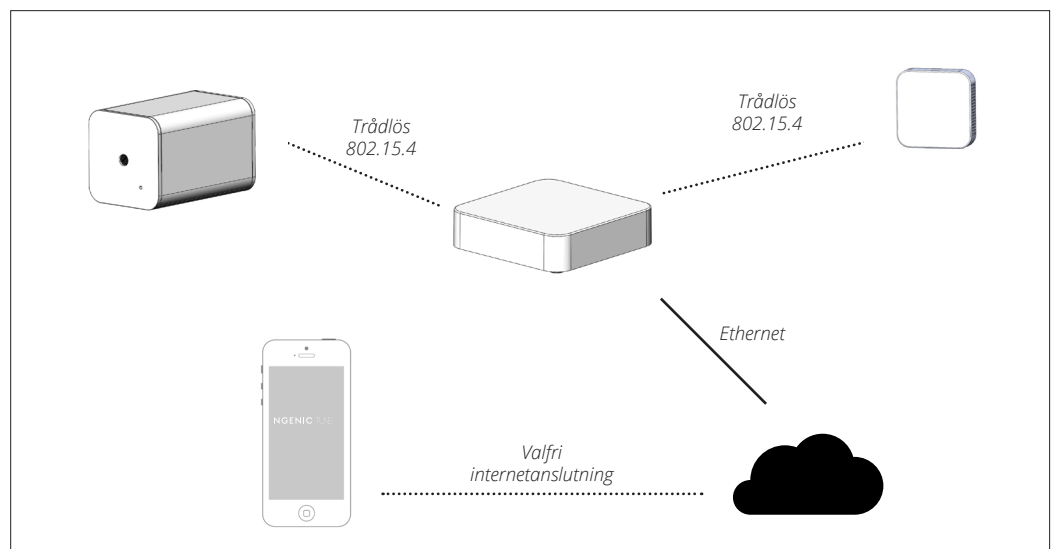 Trådlös
802.15.4
Trådlös
802.15.4
Ethernet
NGENIC
Valfri
internetanslutning